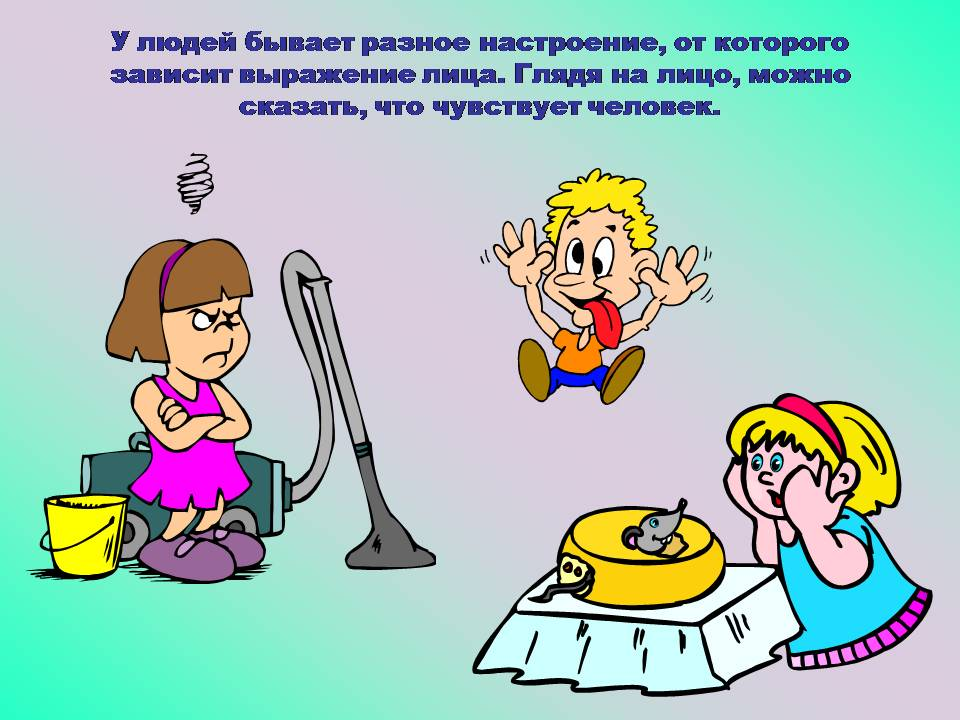 У людей бывает разное настроение, от которого
зависит выражение лица. Глядя на лицо, можно
сказать, что чувствует человек.